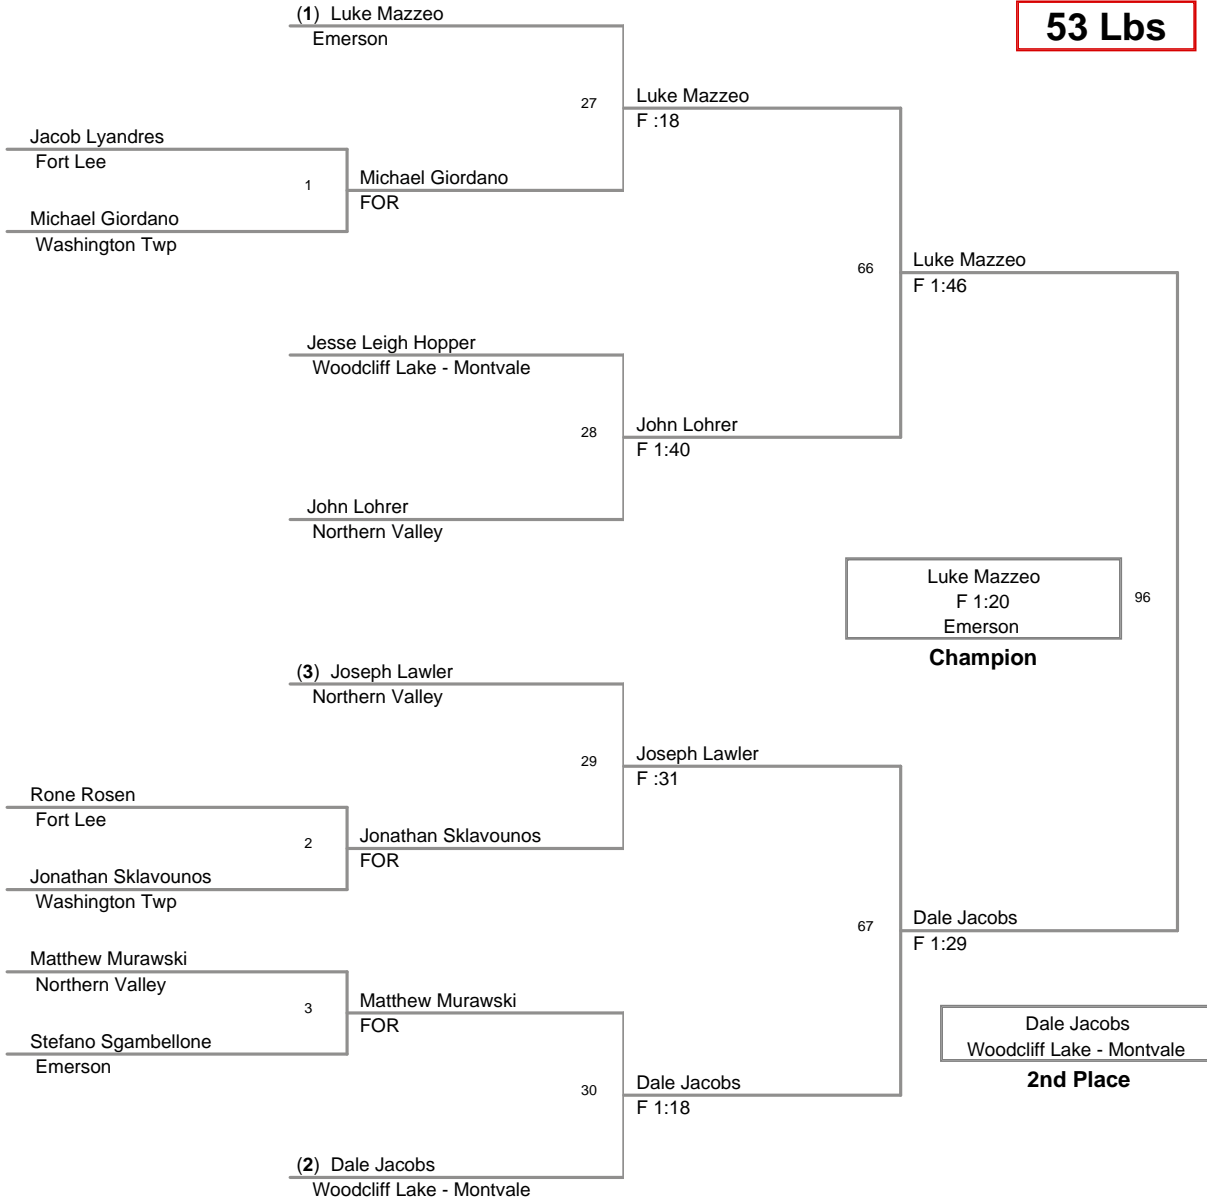 (1) Luke Mazzeo
Emerson
53 Lbs
27
Luke Mazzeo
F :18
Jacob Lyandres
Fort Lee
1
Michael Giordano
FOR
Michael Giordano
Washington Twp
66
Luke Mazzeo
F 1:46
Jesse Leigh Hopper
Woodcliff Lake - Montvale
28
John Lohrer
F 1:40
John Lohrer
Northern Valley
Luke Mazzeo
F 1:20
Emerson
96
Champion
(3) Joseph Lawler
Northern Valley
29
Joseph Lawler
F :31
Rone Rosen
Fort Lee
2
Jonathan Sklavounos
FOR
Jonathan Sklavounos
Washington Twp
67
Dale Jacobs
F 1:29
Matthew Murawski
Northern Valley
3
Matthew Murawski
FOR
Stefano Sgambellone
Emerson
Dale Jacobs
Woodcliff Lake - Montvale
2nd Place
30
Dale Jacobs
F 1:18
(2) Dale Jacobs
Woodcliff Lake - Montvale